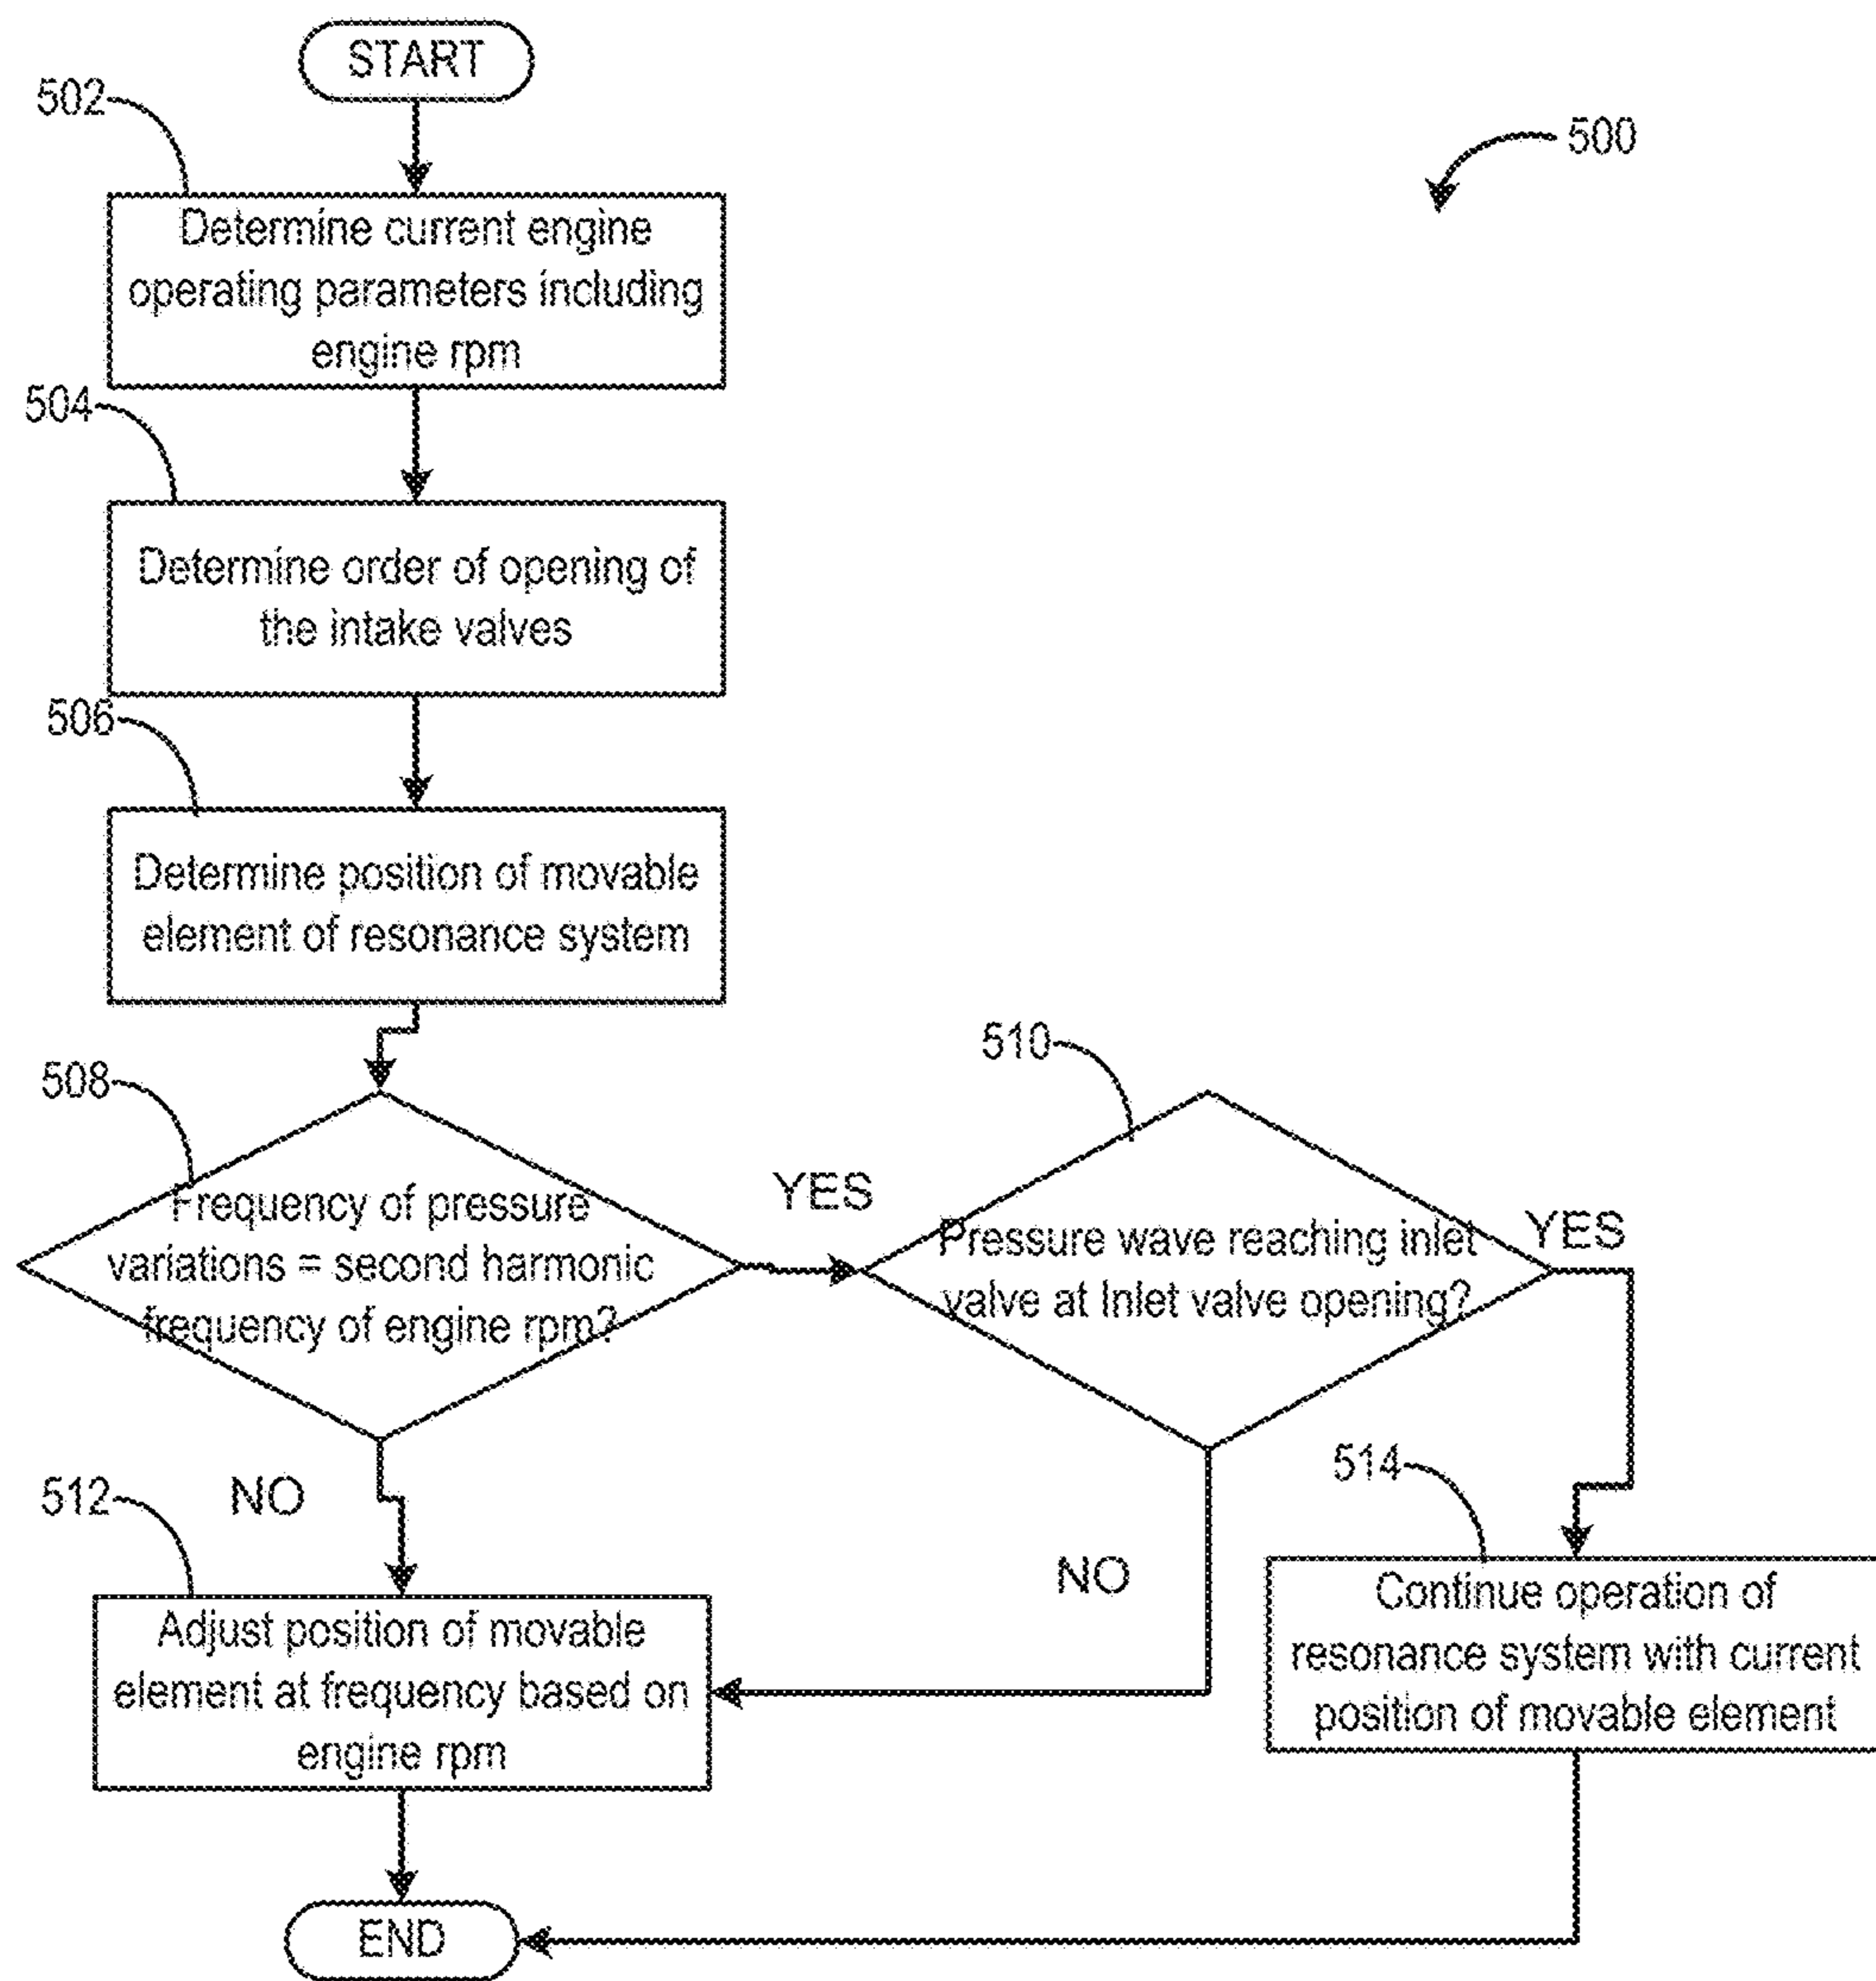 START
502
500
Determine current engine
operating parameters including
engine rpm
504
Determine order of opening of
the intake valves
506
Determine position of movable
element of resonance system
508
510
Frequency of pressure
variations = second harmonic
frequency of engine rpm?
YES
Pressure wave reaching inlet
valve at Inlet valve opening?
YES
512
NO
514
NO
Adjust position of movable
element at frequency based on
engine rpm
Continue operation of
resonance system with current
position of movable element
END